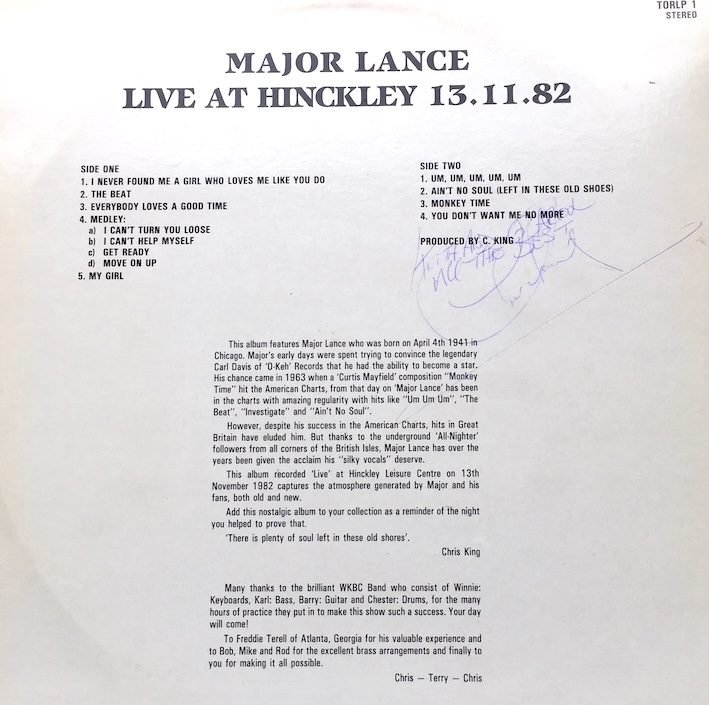 TORLP 1
STEREO
MAJOR LANCE
LIVE AT HINCKLEY 13.11.82
SIDE ONE
1. I NEVER FOUND ME A GIRL WHO LOVES ME LIKE YOU DO
2. THE BEAT
3. EVERYBODY LOVES A GOOD TIME
4. MEDLEY:
a) I CAN'T TURN YOU LOOSE
b) I CAN'T HELP MYSELF
c) GET READY
d) MOVE ON UP
5. MY GIRL
SIDE TWO
1. UM, UM, UM, UM, UM
2. AIN'T NO SOUL (LEFT IN THESE OLD SHOES)
3. MONKEY TIME
4. YOU DON'T WANT ME NO MORE
PRODUCED BY C. KING
ALL THE BEST
This album features Major Lance who was born on April 4th 1941 in
Chicago. Major's early days were spent trying to convince the legendary
Carl Davis of 'O-Keh' Records that he had the ability to become a star.
His chance came in 1963 when a 'Curtis Mayfield' composition "Monkey
Time" hit the American Charts, from that day on 'Major Lance' has been
in the charts with amazing regularity with hits like "Um Um Um", "The
Beat", "Investigate" and "Ain't No Soul".
However, despite his success in the American Charts, hits in Great
Britain have eluded him. But thanks to the underground 'All-Nighter'
followers from all corners of the British Isles, Major Lance has over the
years been given the acclaim his "silky vocals" deserve.
This album recorded 'Live' at Hinckley Leisure Centre on 13th
November 1982 captures the atmosphere generated by Major and his
fans, both old and new.
Add this nostalgic album to your collection as a reminder of the night
you helped to prove that.
'There is plenty of soul left in these old shores'.
Chris King
Many thanks to the brilliant WKBC Band who consist of Winnie:
Keyboards, Karl: Bass, Barry: Guitar and Chester: Drums, for the many
hours of practice they put in to make this show such a success. Your day
will come!
To Freddie Terell of Atlanta, Georgia for his valuable experience and
to Bob, Mike and Rod for the excellent brass arrangements and finally to
you for making it all possible.
Chris — Terry — Chris